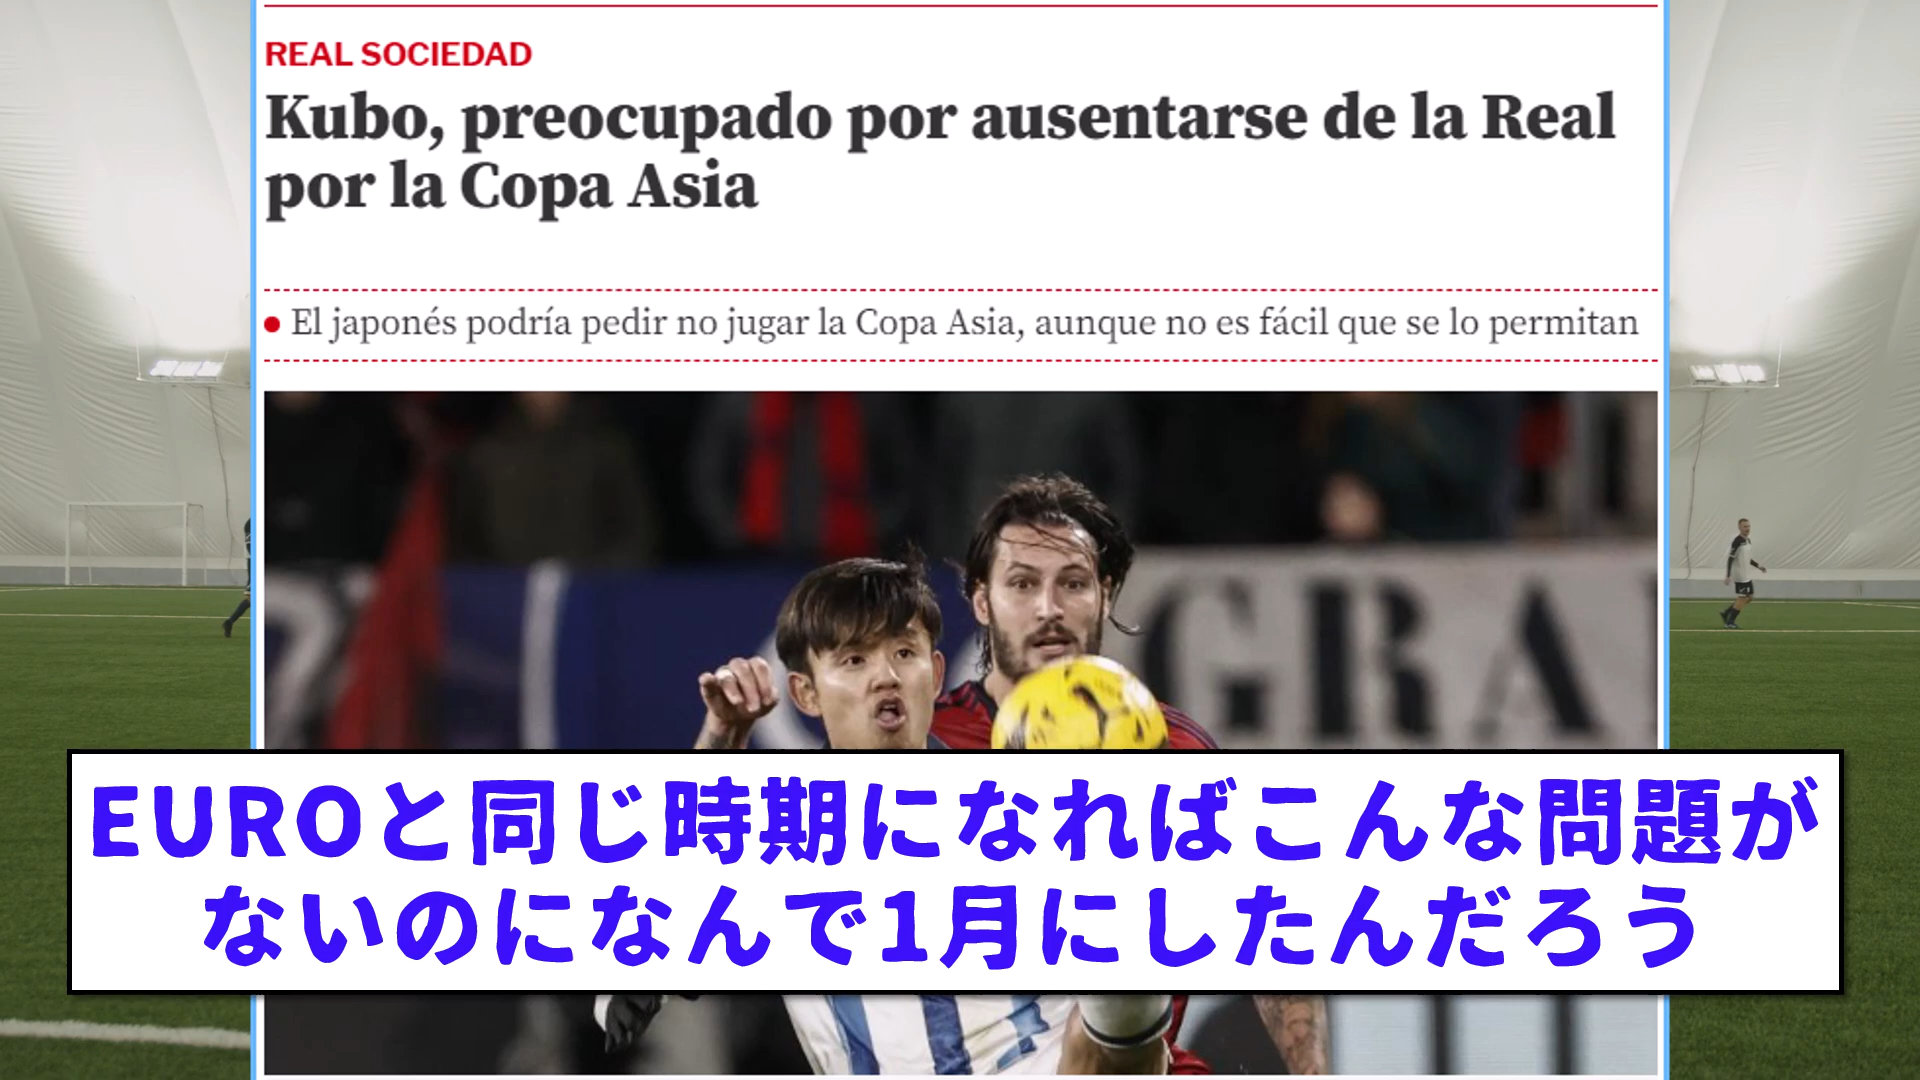 REAL SOCIEDAD
Kubo, preocupado por ausentarse de la Real
por la Copa Asia
El japonés podría pedir no jugar la Copa Asia, aunque no es fácil que se lo permitan
GRA
EUROと同じ時期になればこんな問題が
ないのになんで1月にしたんだろう